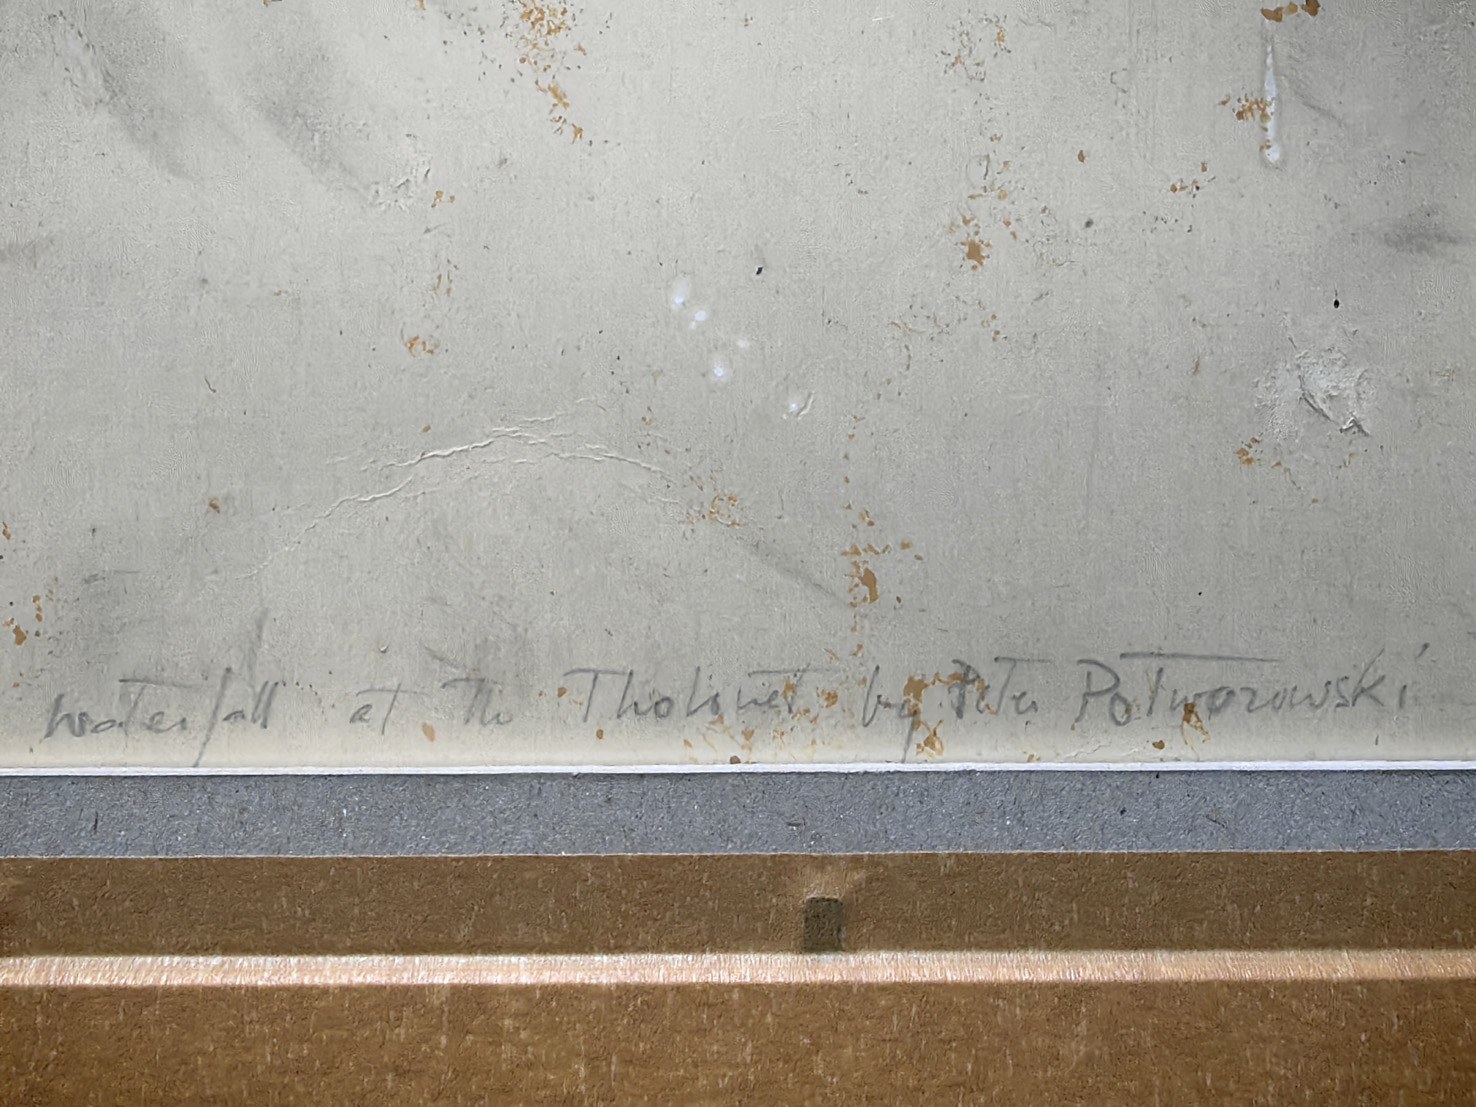 waterfall at the Tholonet by Peter Potworowski